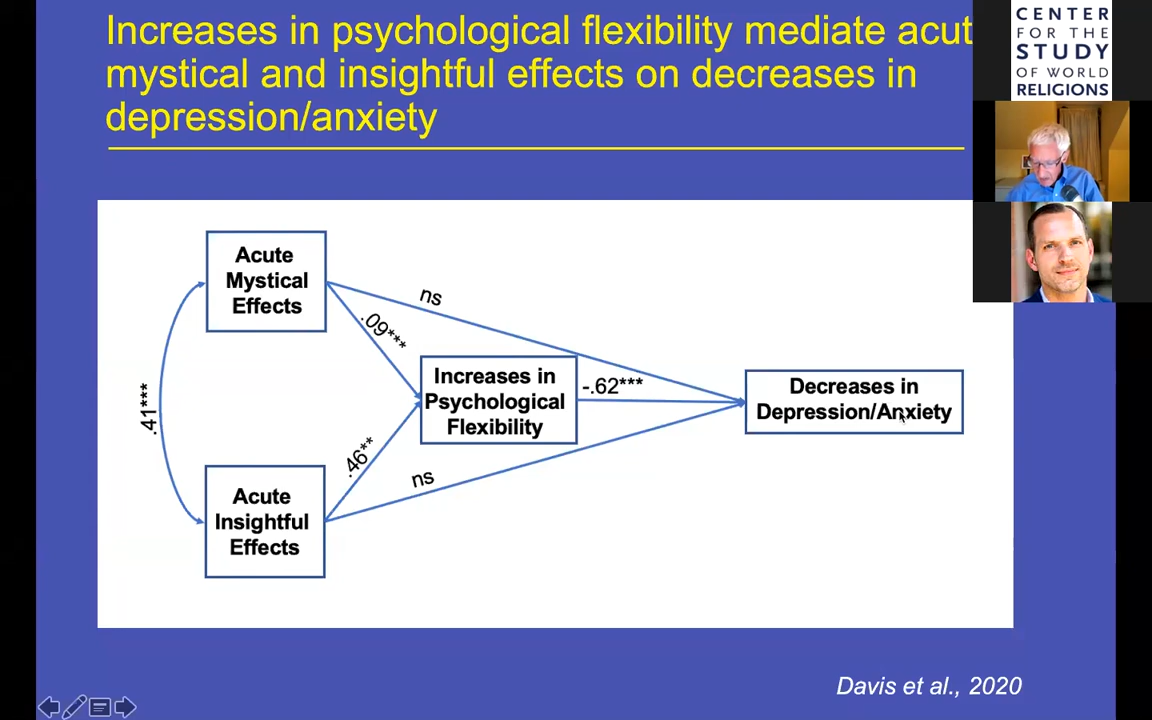 Increases in psychological flexibility mediate acut
mystical and insightful effects on decreases in
depression/anxiety
CENTER
FOR THE
STUDY
OF WORLD
RELIGIONS
Acute
Mystical
Effects
ns
.09***
.41***
Increases in
Psychological
Flexibility
-.62***
Decreases in
Depression/Anxiety
.46**
ns
Acute
Insightful
Effects
Davis et al., 2020